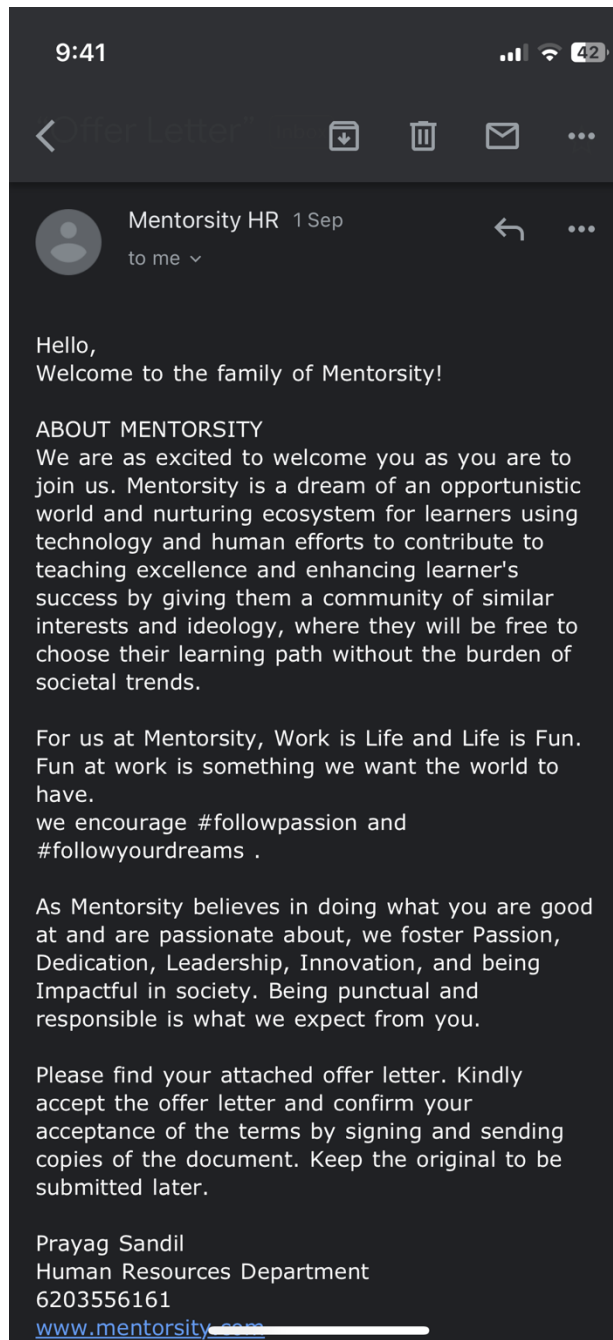 9:41
42
"Offer Letter"
Mentorsity HR 1 Sep
to me
Hello,
Welcome to the family of Mentorsity!
ABOUT MENTORSITY
We are as excited to welcome you as you are to
join us. Mentorsity is a dream of an opportunistic
world and nurturing ecosystem for learners using
technology and human efforts to contribute to
teaching excellence and enhancing learner's
success by giving them a community of similar
interests and ideology, where they will be free to
choose their learning path without the burden of
societal trends.
For us at Mentorsity, Work is Life and Life is Fun.
Fun at work is something we want the world to
have.
we encourage #followpassion and
#followyourdreams .
As Mentorsity believes in doing what you are good
at and are passionate about, we foster Passion,
Dedication, Leadership, Innovation, and being
Impactful in society. Being punctual and
responsible is what we expect from you.
Please find your attached offer letter. Kindly
accept the offer letter and confirm your
acceptance of the terms by signing and sending
copies of the document. Keep the original to be
submitted later.
Prayag Sandil
Human Resources Department
6203556161
www.mentorsity.com